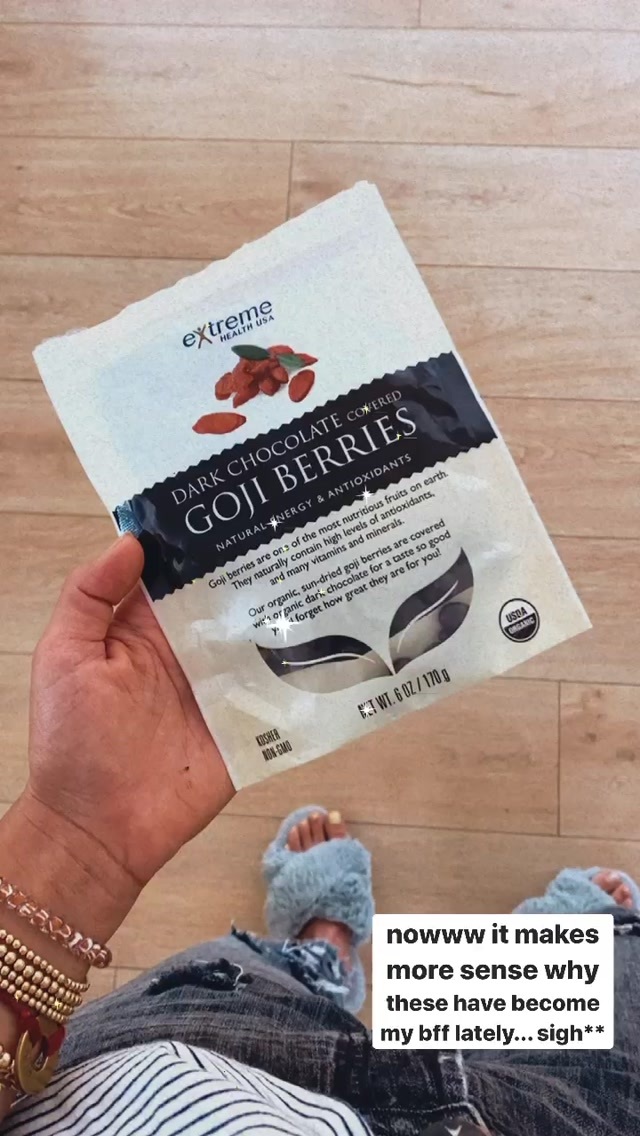 extreme
HEALTH USA
DARK CHOCOLATE COVERED
GOJI BERRIES
NATURAL ENERGY & ANTIOXIDANTS
Goji berries are one of the most nutritious fruits on earth.
They naturally contain high levels of antioxidants,
and many vitamins and minerals.
Our organic, sun-dried goji berries are covered
with organic dark chocolate for a taste so good
forget how great they are for you!
USDA
ORGANIC
NET WT. 6 OZ / 170 g
KOSHER
NON-GMO
nowww it makes
more sense why
these have become
my bff lately... sigh**